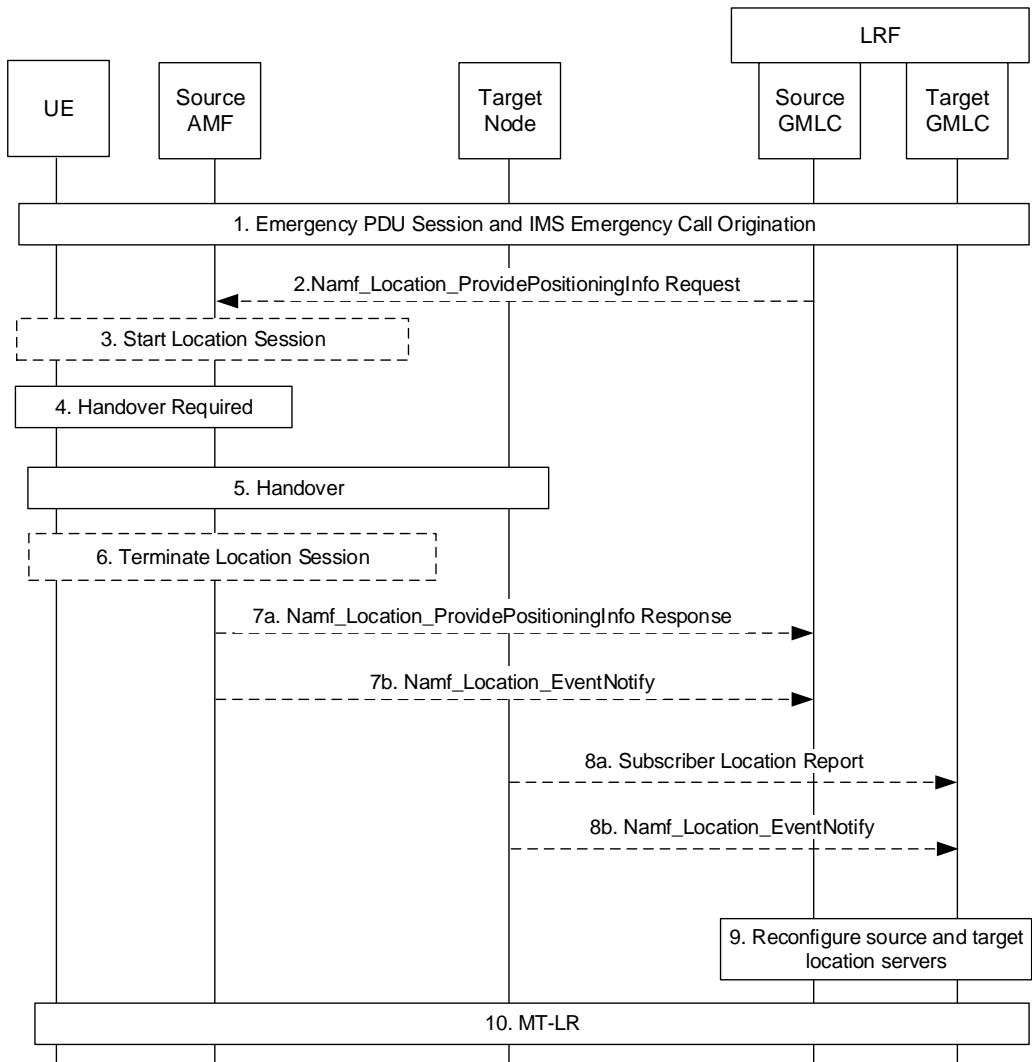 LRF
UE
Source
AMF
Target
Node
Source
GMLC
Target
GMLC
1. Emergency PDU Session and IMS Emergency Call Origination
2.Namf_Location_ProvidePositioningInfo Request
3. Start Location Session
4. Handover Required
5. Handover
6. Terminate Location Session
7a. Namf_Location_ProvidePositioningInfo Response
7b. Namf_Location_EventNotify
8a. Subscriber Location Report
8b. Namf_Location_EventNotify
9. Reconfigure source and target
location servers
10. MT-LR